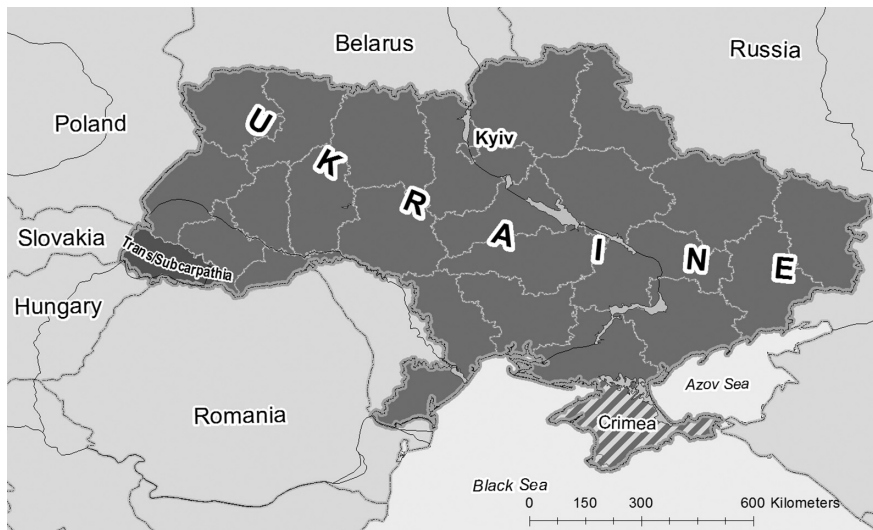 Belarus
Russia
Poland
UKRAINE
Kyiv
Slovakia
Trans/Subcarpathia
Hungary
Romania
Azov Sea
Crimea
Black Sea
0 150 300 600 Kilometers